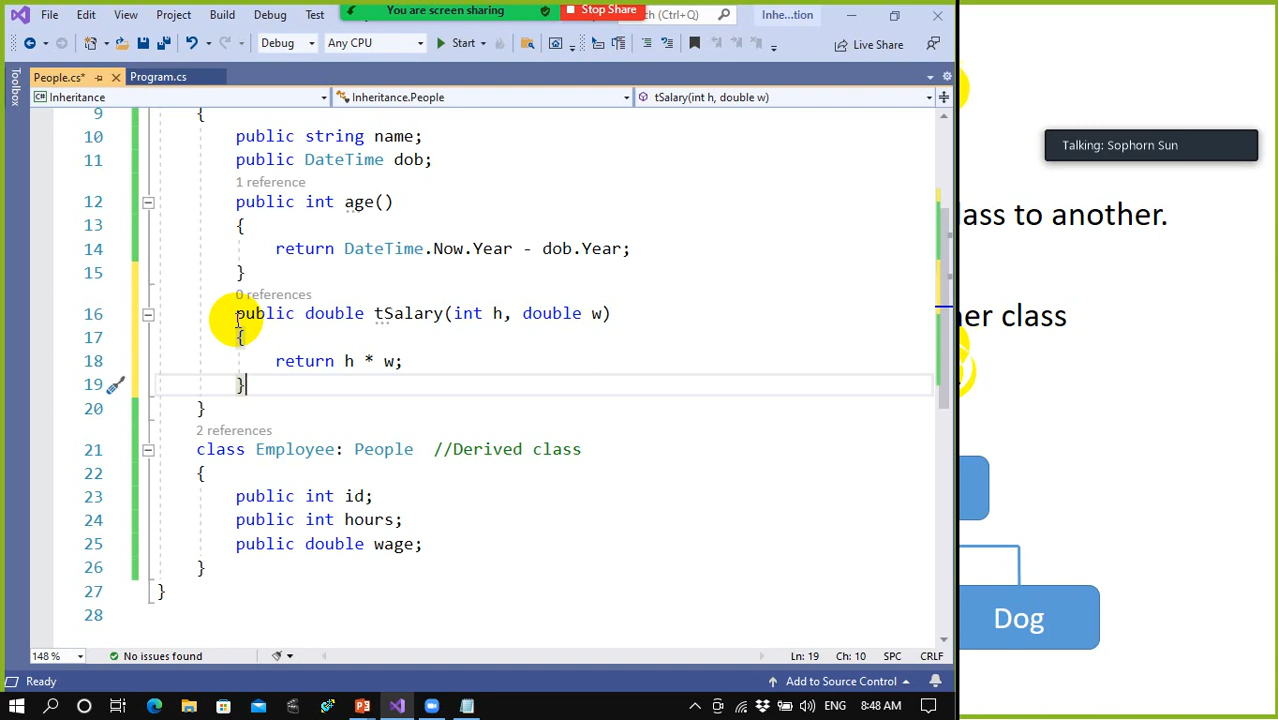 File Edit View Project Build Debug Test
You are screen sharing Stop Share
ch (Ctrl+Q) Inhe...tion
Debug Any CPU Start Live Share
Toolbox
People.cs* Program.cs
Inheritance Inheritance.People tSalary(int h, double w)
9 {
10 public string name;
11 public DateTime dob;
1 reference
12 public int age()
13 {
14 return DateTime.Now.Year - dob.Year;
15 }
0 references
16 public double tSalary(int h, double w)
17 {
18 return h * w;
19 }
20 }
2 references
21 class Employee: People //Derived class
22 {
23 public int id;
24 public int hours;
25 public double wage;
26 }
27 }
28
148 % No issues found Ln: 19 Ch: 10 SPC CRLF
Ready Add to Source Control
ENG 8:48 AM
Talking: Sophorn Sun
lass to another.
her class
Dog